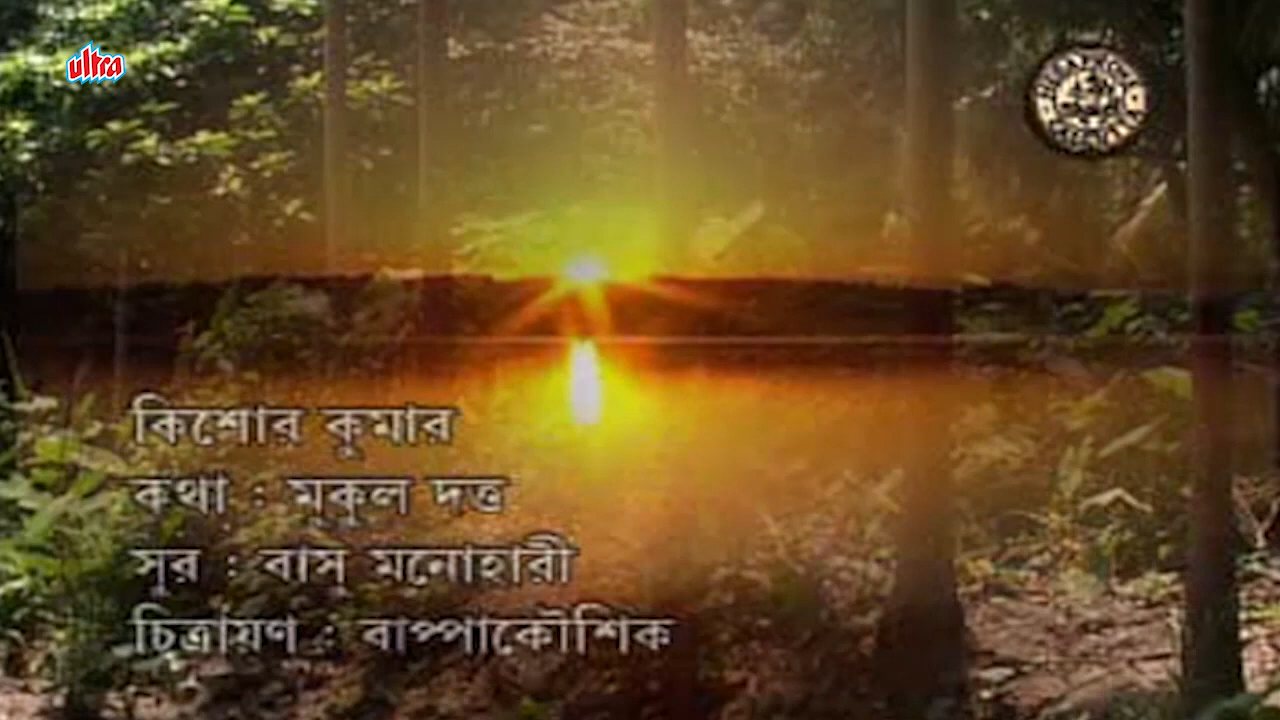 ultra
কিশোর কুমার
কথা : মুকুল দত্ত
সুর : বাসু মনোহারী
চিত্রায়ণ : বাপ্পাকৌশিক